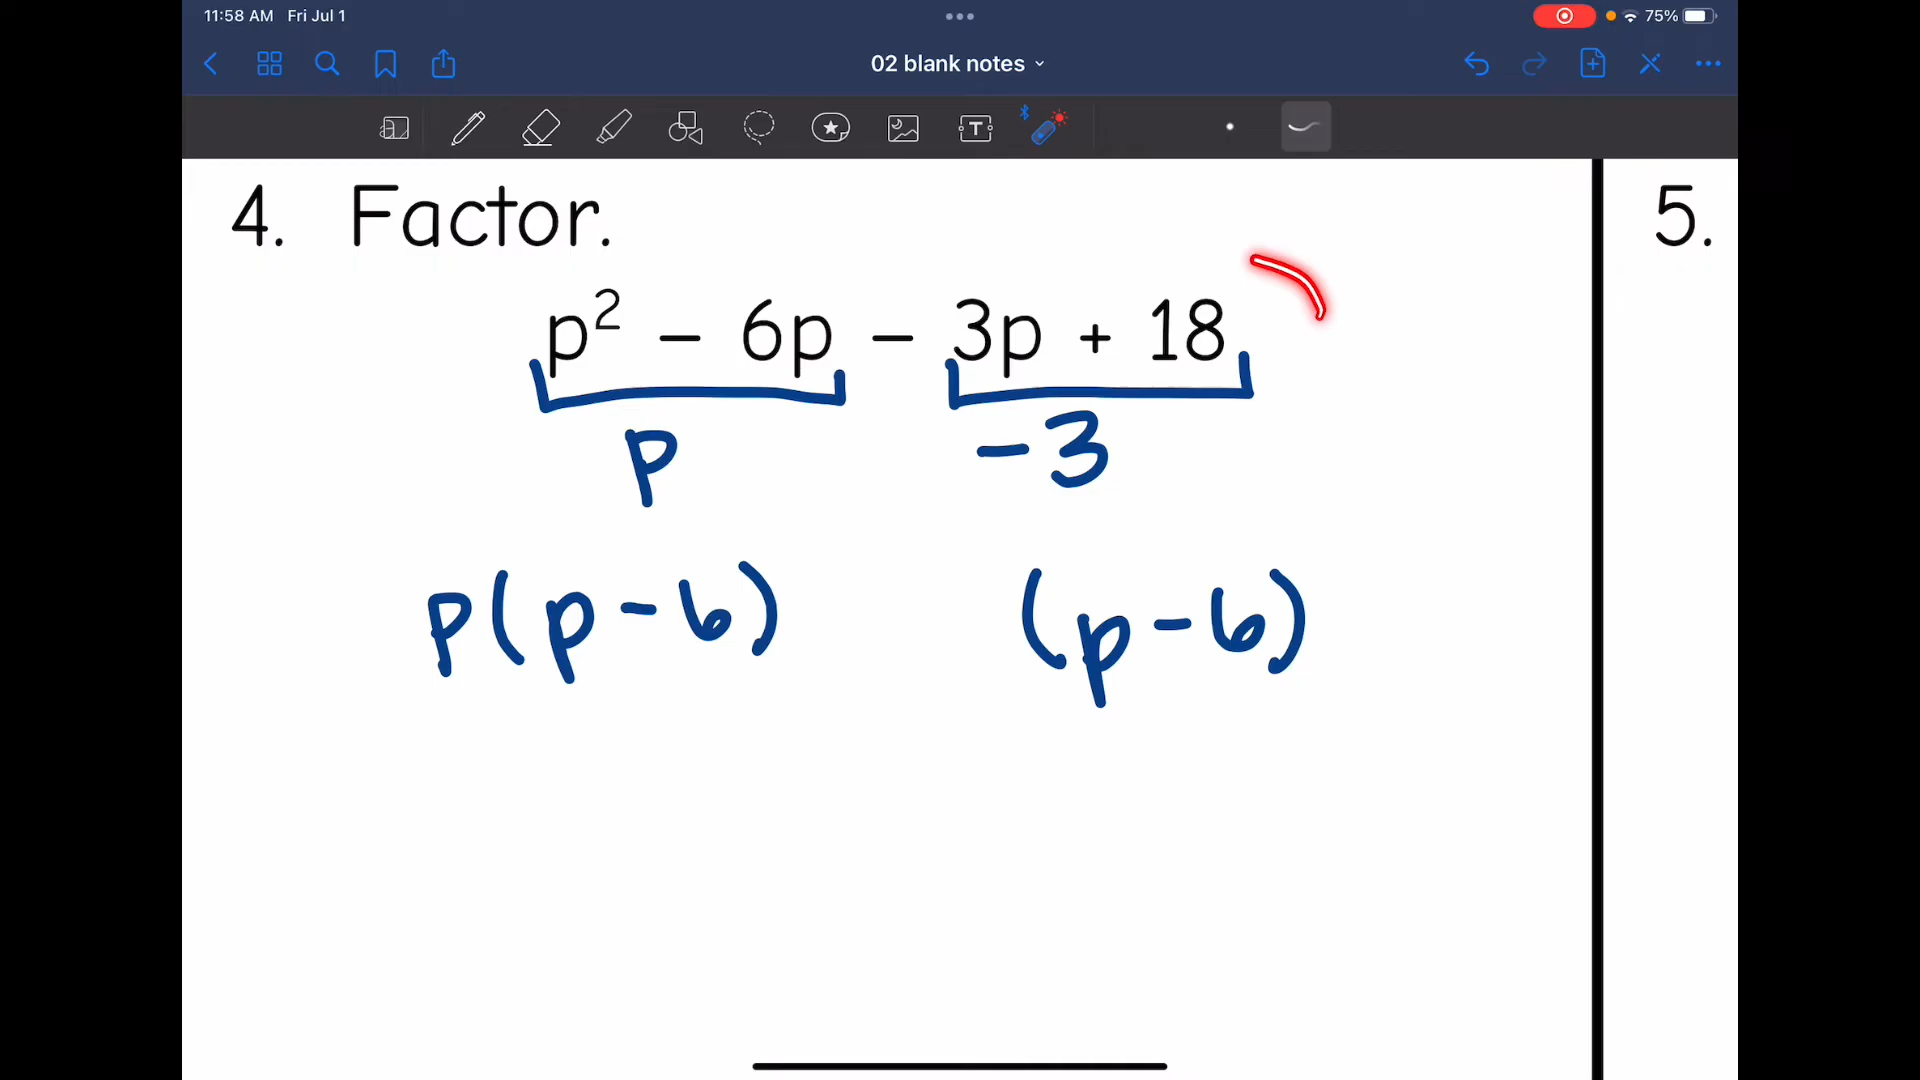 11:58 AM Fri Jul 1
75%
02 blank notes
T
4. Factor.
5.
p² – 6p – 3p + 18
p
-3
p(p-6)
(p-6)